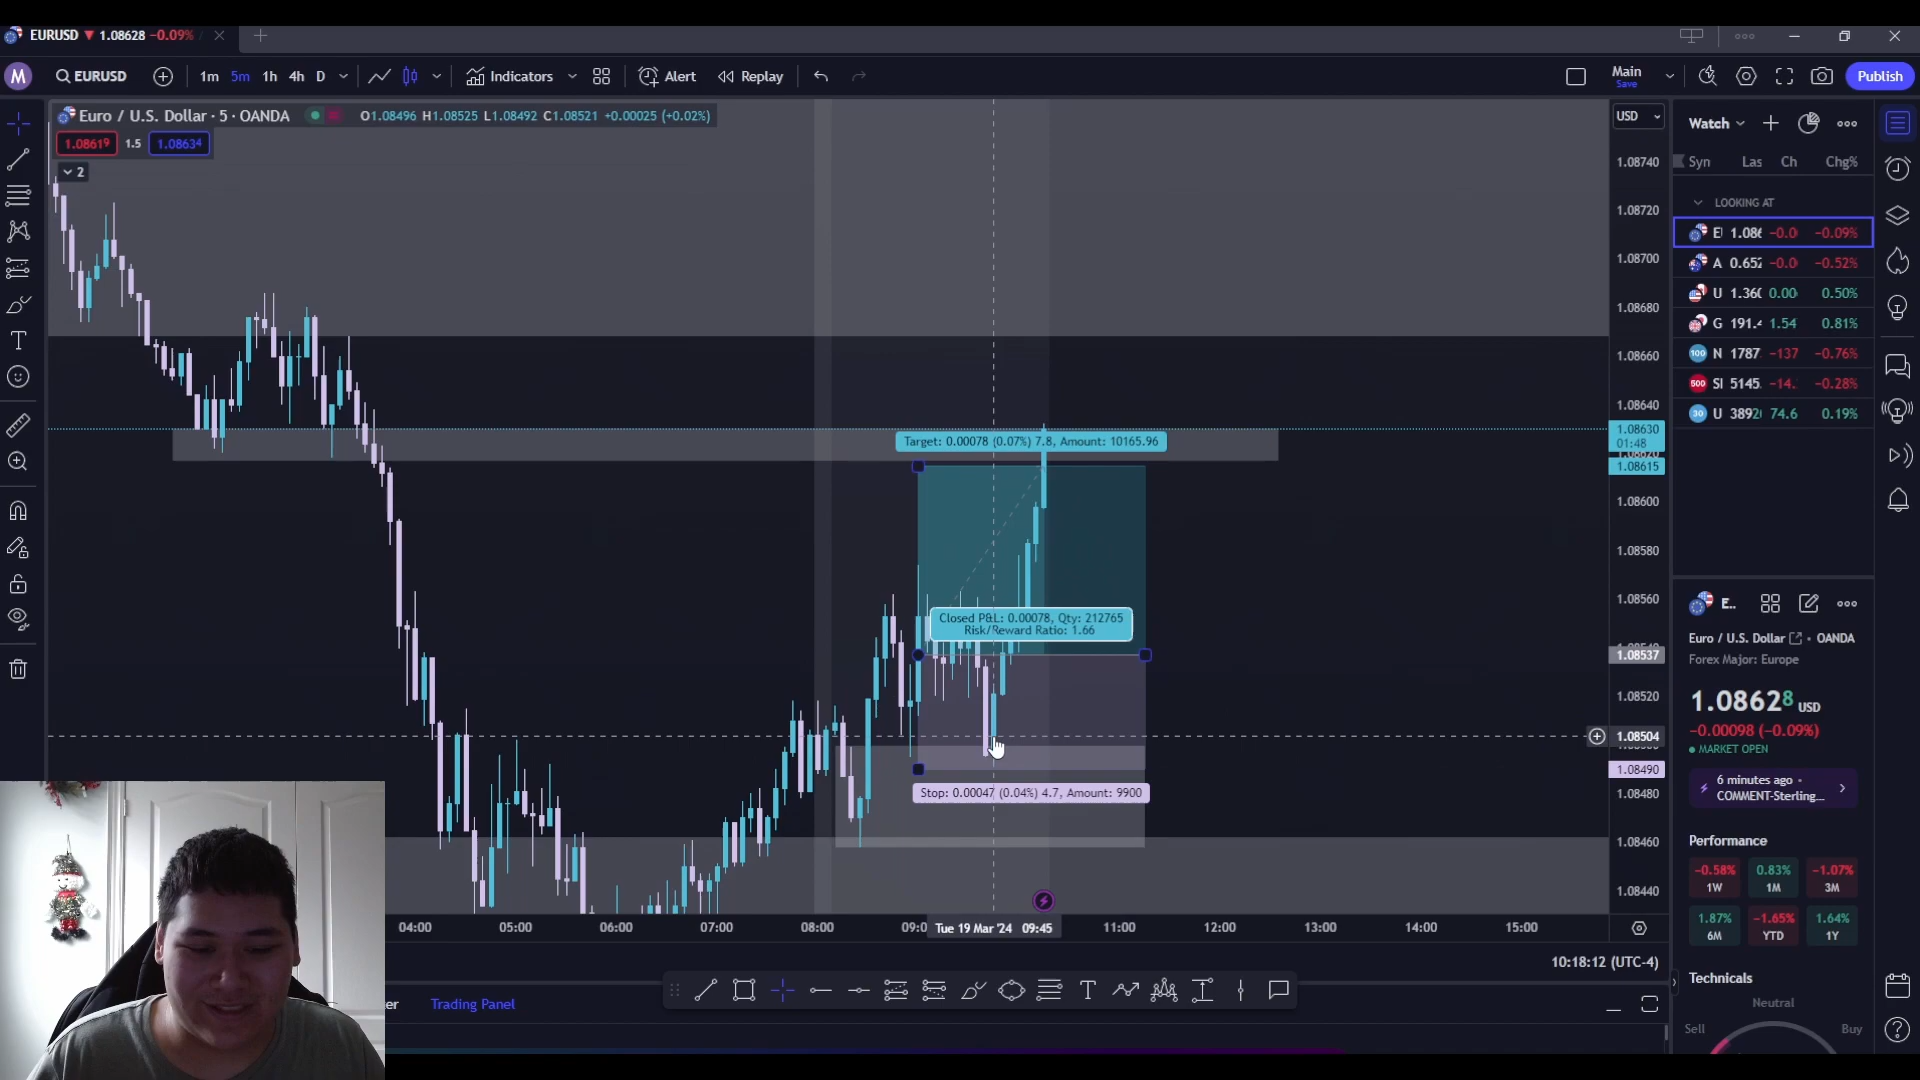 EURUSD ▼ 1.08628 −0.09% /
M
EURUSD
1m 5m 1h 4h D
Indicators
Alert
Replay
Main
Save
Publish
Euro / U.S. Dollar · 5 · OANDA
O1.08496 H1.08525 L1.08492 C1.08521 +0.00025 (+0.02%)
1.08619 1.5 1.08634
2
USD
1.08740
1.08720
1.08700
1.08680
1.08660
1.08640
1.08630
01:48
1.08620
1.08615
1.08600
1.08580
1.08560
1.08537
1.08520
1.08504
1.08490
1.08480
1.08460
1.08440
Target: 0.00078 (0.07%) 7.8, Amount: 10165.96
Closed P&L: 0.00078, Qty: 212765
Risk/Reward Ratio: 1.66
Stop: 0.00047 (0.04%) 4.7, Amount: 9900
04:00 05:00 06:00 07:00 08:00 09:0 Tue 19 Mar '24 09:45 11:00 12:00 13:00 14:00 15:00
10:18:12 (UTC-4)
er Trading Panel
Watch
Syn Las Ch Chg%
LOOKING AT
E 1.086 −0.0 −0.09%
A 0.652 −0.0 −0.52%
U 1.360 0.00 0.50%
G 191.4 1.54 0.81%
100 N 1787 −137 −0.76%
500 SI 5145. −14. −0.28%
30 U 3892 74.6 0.19%
E..
Euro / U.S. Dollar · OANDA
Forex Major: Europe
1.08628 USD
−0.00098 (−0.09%)
MARKET OPEN
6 minutes ago ·
COMMENT-Sterling...
Performance
−0.58% 0.83% −1.07%
1W 1M 3M
1.87% −1.65% 1.64%
6M YTD 1Y
Technicals
Neutral
Sell Buy